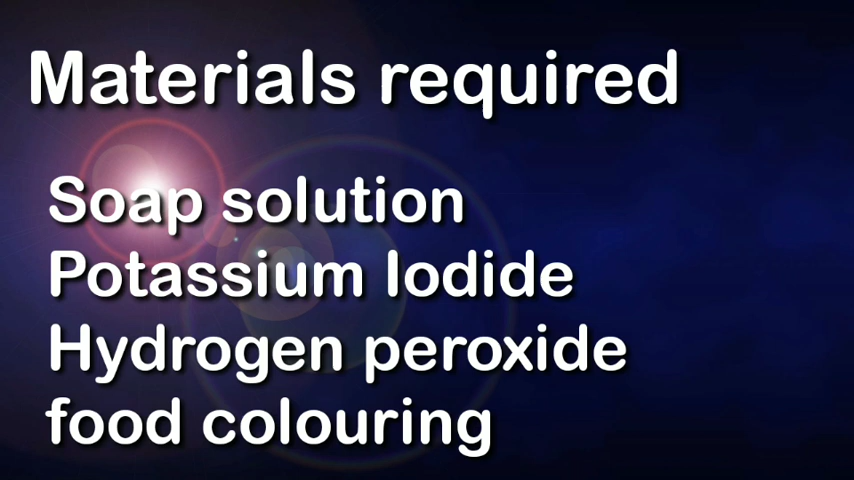 Materials required
Soap solution
Potassium Iodide
Hydrogen peroxide
food colouring